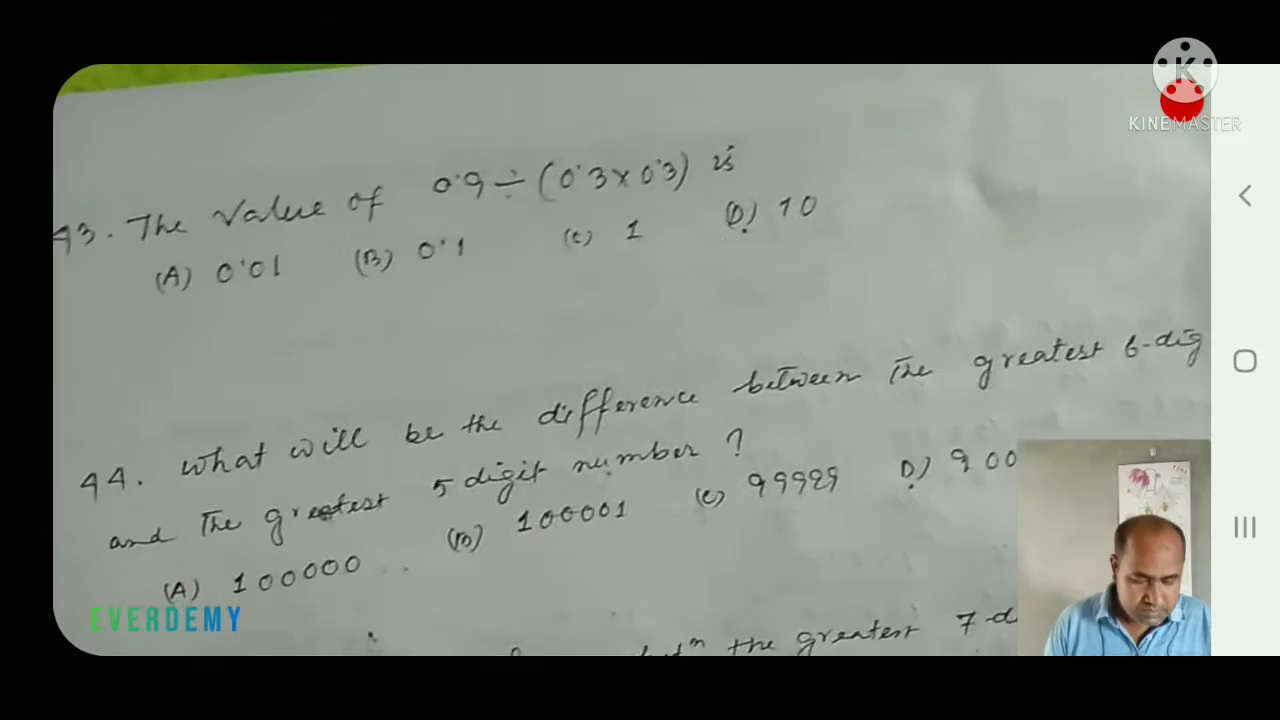 KINEMASTER
43. The Value of 0.9 ÷ (0.3 x 0.3) is
(A) 0.01 (B) 0.1 (C) 1 (D) 10
44. What will be the difference between the greatest 6-dig
and the greatest 5 digit number ?
(A) 100000 (B) 100001 (C) 99999 D) 900
the greatest 7-d
EVERDEMY